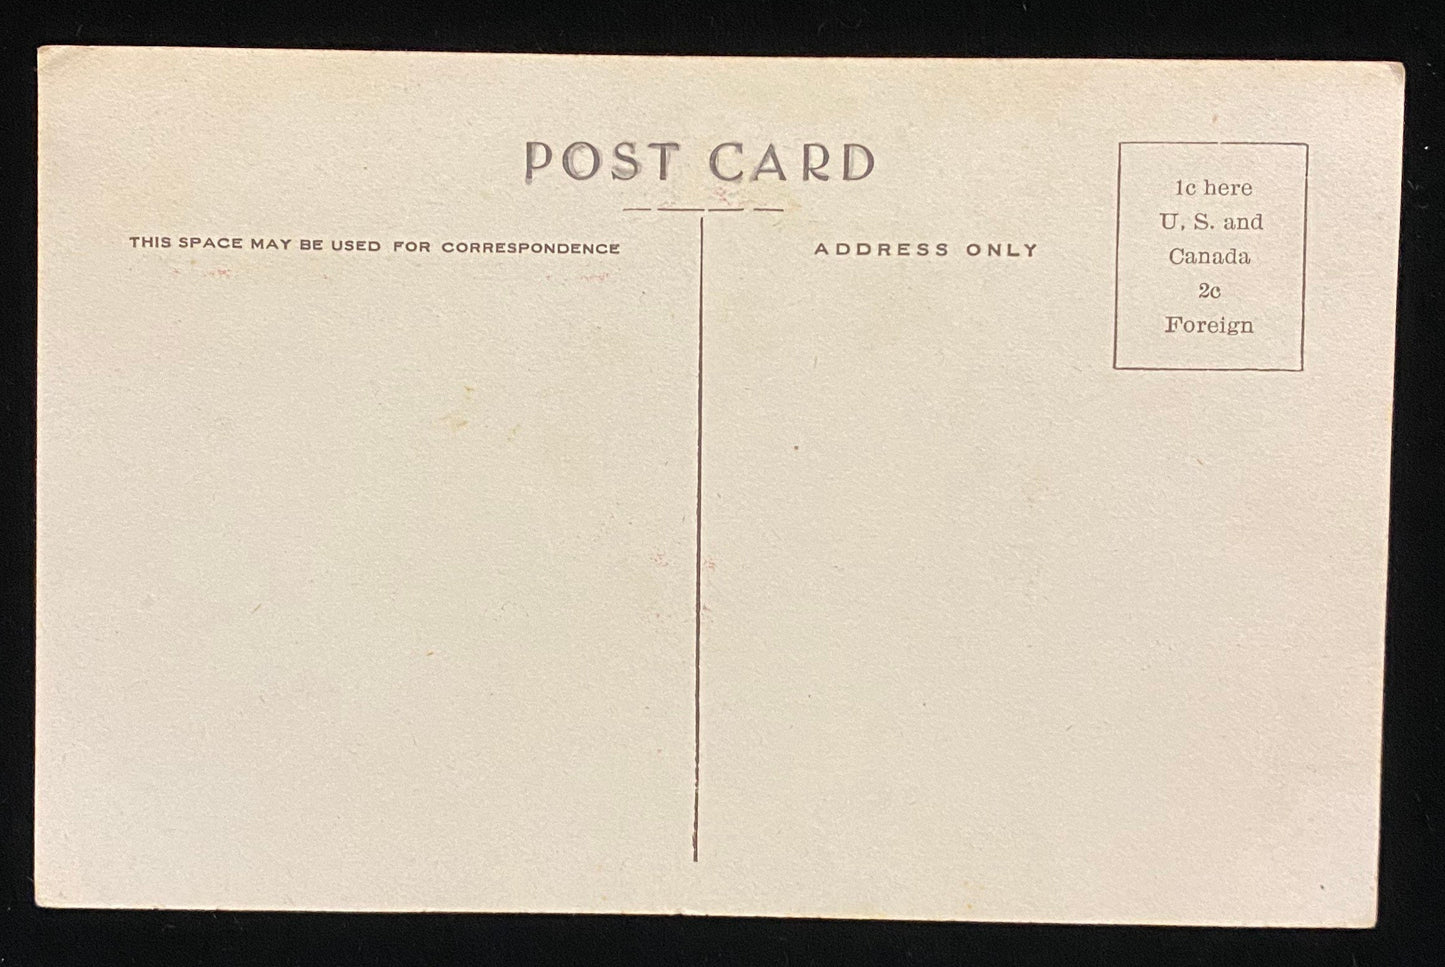 POST CARD
THIS SPACE MAY BE USED FOR CORRESPONDENCE
ADDRESS ONLY
1c here
U, S. and
Canada
2c
Foreign